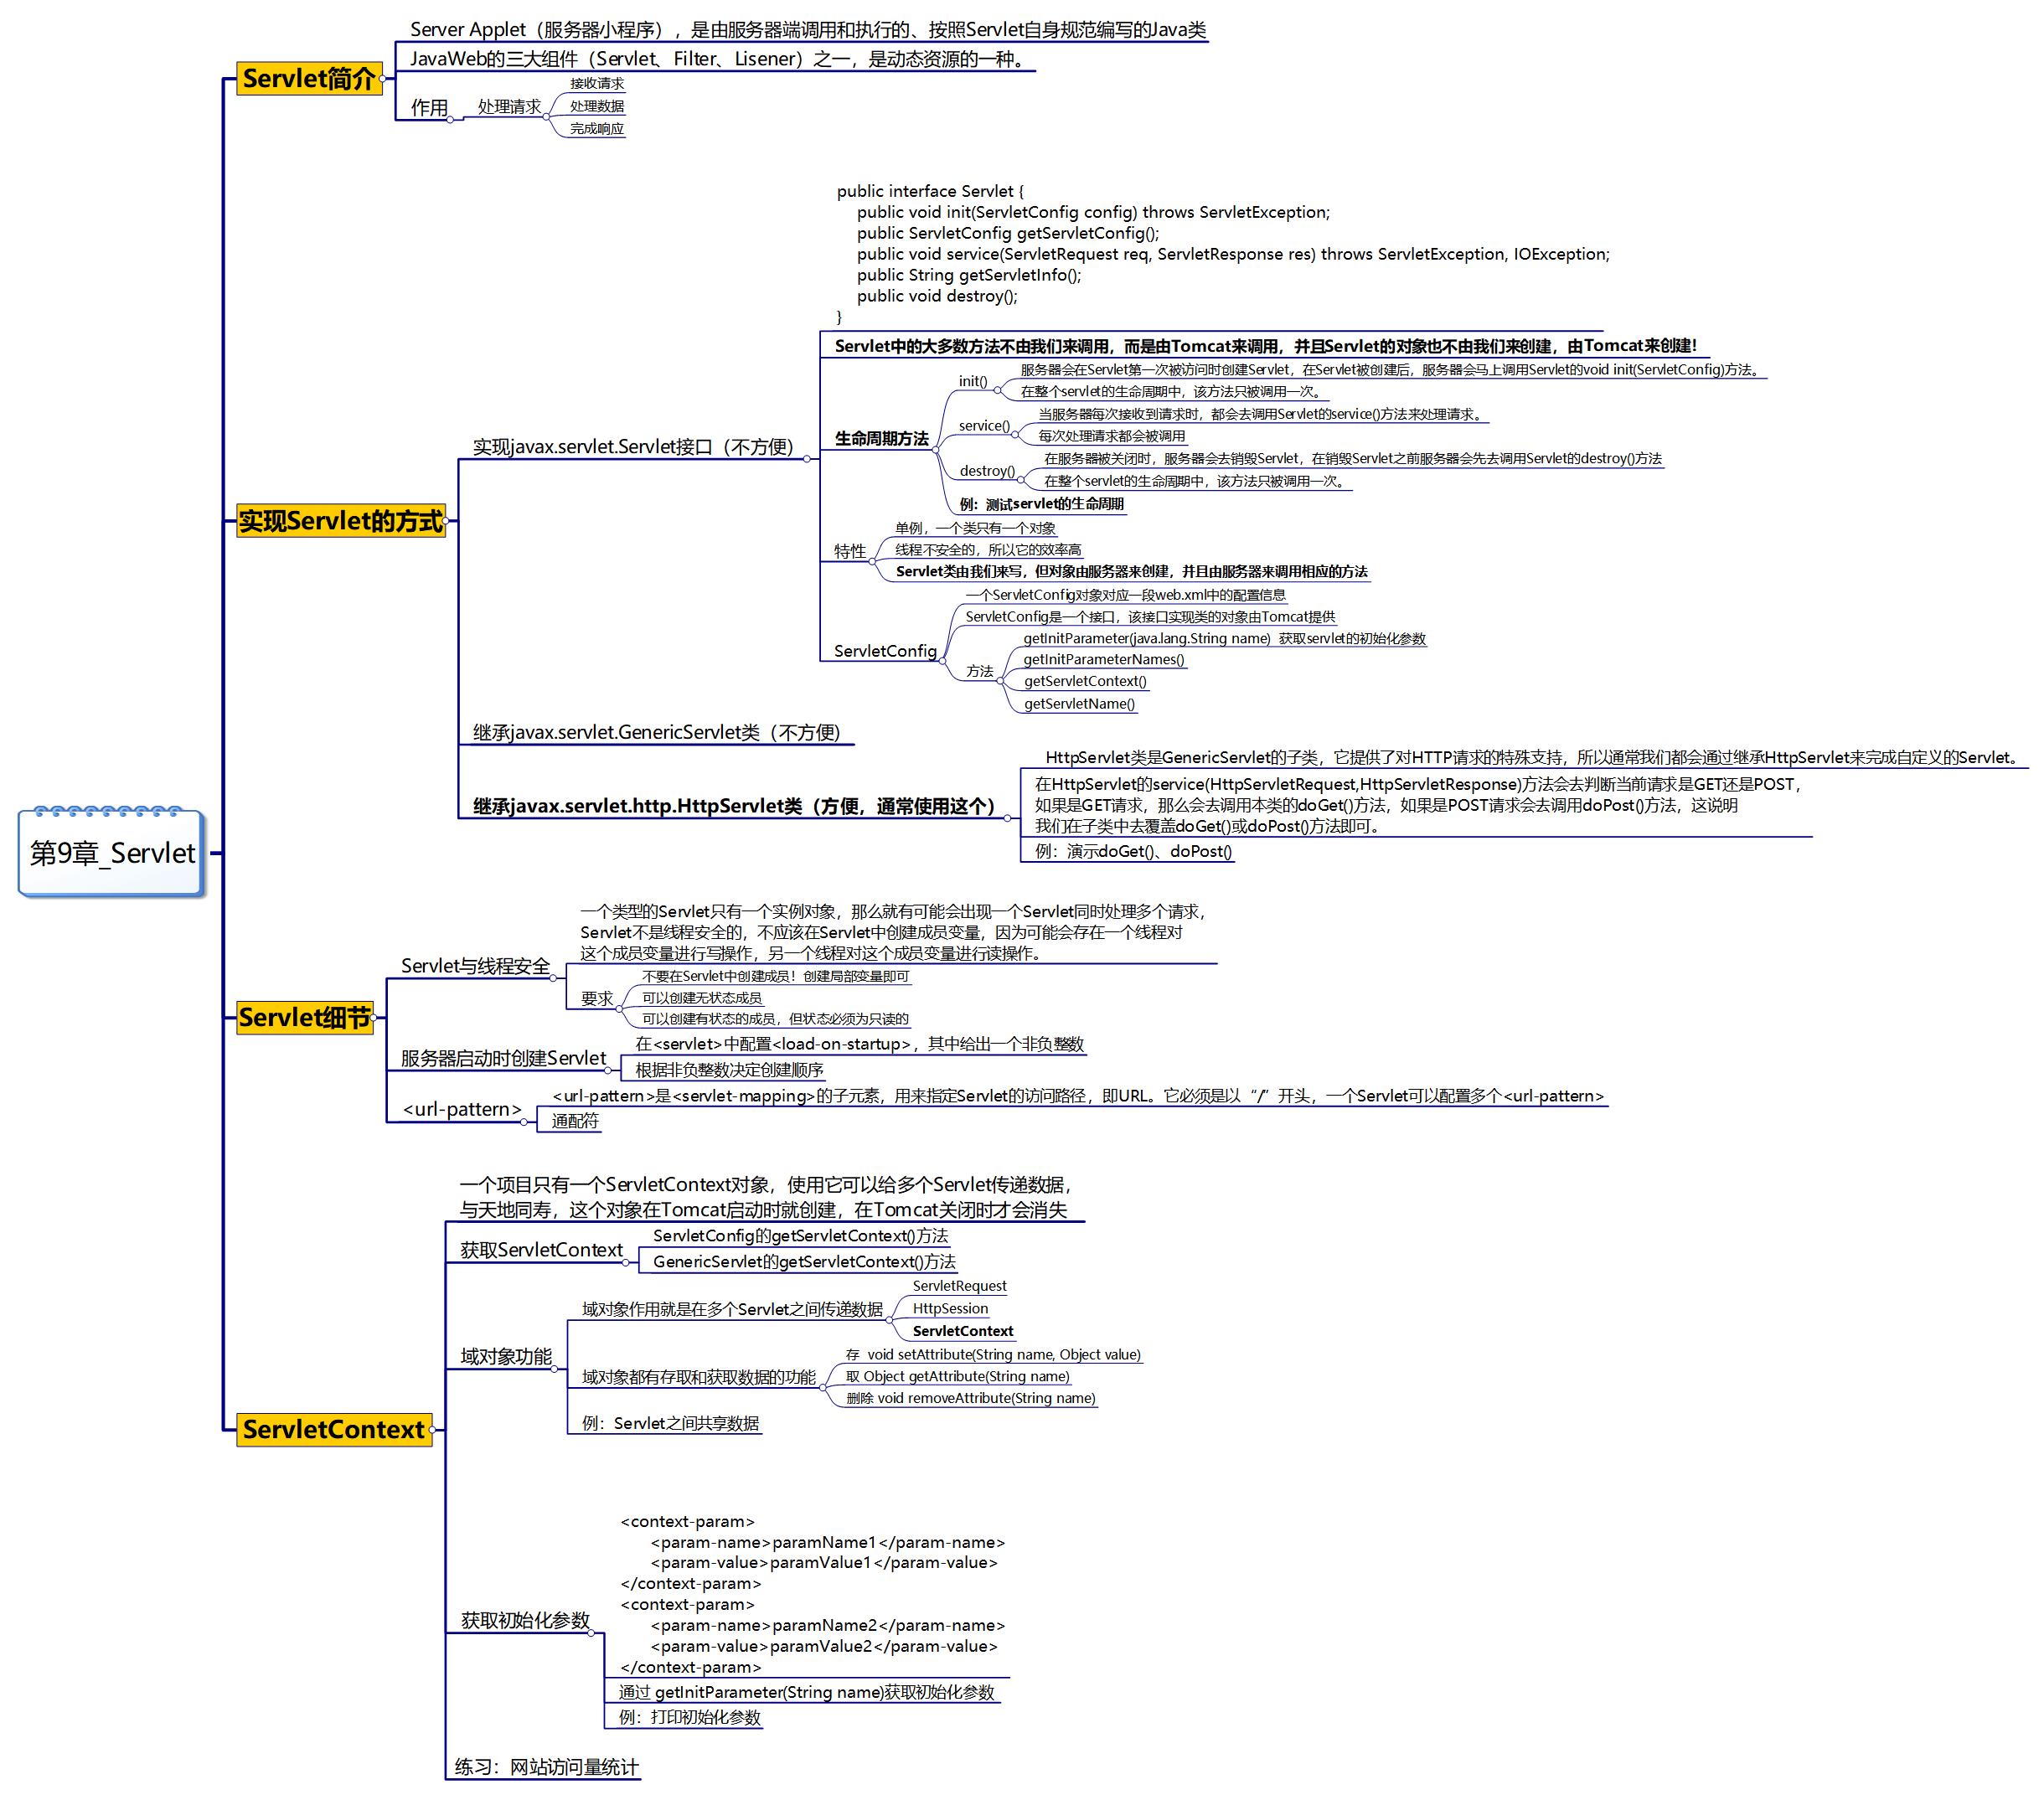 第9章_Servlet
Servlet简介
Server Applet（服务器小程序），是由服务器端调用和执行的、按照Servlet自身规范编写的Java类
JavaWeb的三大组件（Servlet、Filter、Lisener）之一，是动态资源的一种。
作用
处理请求
接收请求
处理数据
完成响应
实现Servlet的方式
实现javax.servlet.Servlet接口（不方便）
public interface Servlet {
public void init(ServletConfig config) throws ServletException;
public ServletConfig getServletConfig();
public void service(ServletRequest req, ServletResponse res) throws ServletException, IOException;
public String getServletInfo();
public void destroy();
}
Servlet中的大多数方法不由我们来调用，而是由Tomcat来调用，并且Servlet的对象也不由我们来创建，由Tomcat来创建！
生命周期方法
init()
服务器会在Servlet第一次被访问时创建Servlet，在Servlet被创建后，服务器会马上调用Servlet的void init(ServletConfig)方法。
在整个servlet的生命周期中，该方法只被调用一次。
service()
当服务器每次接收到请求时，都会去调用Servlet的service()方法来处理请求。
每次处理请求都会被调用
destroy()
在服务器被关闭时，服务器会去销毁Servlet，在销毁Servlet之前服务器会先去调用Servlet的destroy()方法
在整个servlet的生命周期中，该方法只被调用一次。
例：测试servlet的生命周期
特性
单例，一个类只有一个对象
线程不安全的，所以它的效率高
Servlet类由我们来写，但对象由服务器来创建，并且由服务器来调用相应的方法
ServletConfig
一个ServletConfig对象对应一段web.xml中的配置信息
ServletConfig是一个接口，该接口实现类的对象由Tomcat提供
方法
getInitParameter(java.lang.String name)  获取servlet的初始化参数
getInitParameterNames()
getServletContext()
getServletName()
继承javax.servlet.GenericServlet类（不方便)
继承javax.servlet.http.HttpServlet类（方便，通常使用这个）
HttpServlet类是GenericServlet的子类，它提供了对HTTP请求的特殊支持，所以通常我们都会通过继承HttpServlet来完成自定义的Servlet。
在HttpServlet的service(HttpServletRequest,HttpServletResponse)方法会去判断当前请求是GET还是POST，
如果是GET请求，那么会去调用本类的doGet()方法，如果是POST请求会去调用doPost()方法，这说明
我们在子类中去覆盖doGet()或doPost()方法即可。
例：演示doGet()、doPost()
Servlet细节
Servlet与线程安全
一个类型的Servlet只有一个实例对象，那么就有可能会出现一个Servlet同时处理多个请求，
Servlet不是线程安全的，不应该在Servlet中创建成员变量，因为可能会存在一个线程对
这个成员变量进行写操作，另一个线程对这个成员变量进行读操作。
要求
不要在Servlet中创建成员！创建局部变量即可
可以创建无状态成员
可以创建有状态的成员，但状态必须为只读的
服务器启动时创建Servlet
在<servlet>中配置<load-on-startup>，其中给出一个非负整数
根据非负整数决定创建顺序
<url-pattern>
<url-pattern>是<servlet-mapping>的子元素，用来指定Servlet的访问路径，即URL。它必须是以“/”开头，一个Servlet可以配置多个<url-pattern>
通配符
ServletContext
一个项目只有一个ServletContext对象，使用它可以给多个Servlet传递数据，
与天地同寿，这个对象在Tomcat启动时就创建，在Tomcat关闭时才会消失
获取ServletContext
ServletConfig的getServletContext()方法
GenericServlet的getServletContext()方法
域对象功能
域对象作用就是在多个Servlet之间传递数据
ServletRequest
HttpSession
ServletContext
域对象都有存取和获取数据的功能
存  void setAttribute(String name, Object value)
取 Object getAttribute(String name)
删除 void removeAttribute(String name)
例：Servlet之间共享数据
获取初始化参数
<context-param>
<param-name>paramName1</param-name>
<param-value>paramValue1</param-value>
</context-param>
<context-param>
<param-name>paramName2</param-name>
<param-value>paramValue2</param-value>
</context-param>
通过 getInitParameter(String name)获取初始化参数
例：打印初始化参数
练习：网站访问量统计